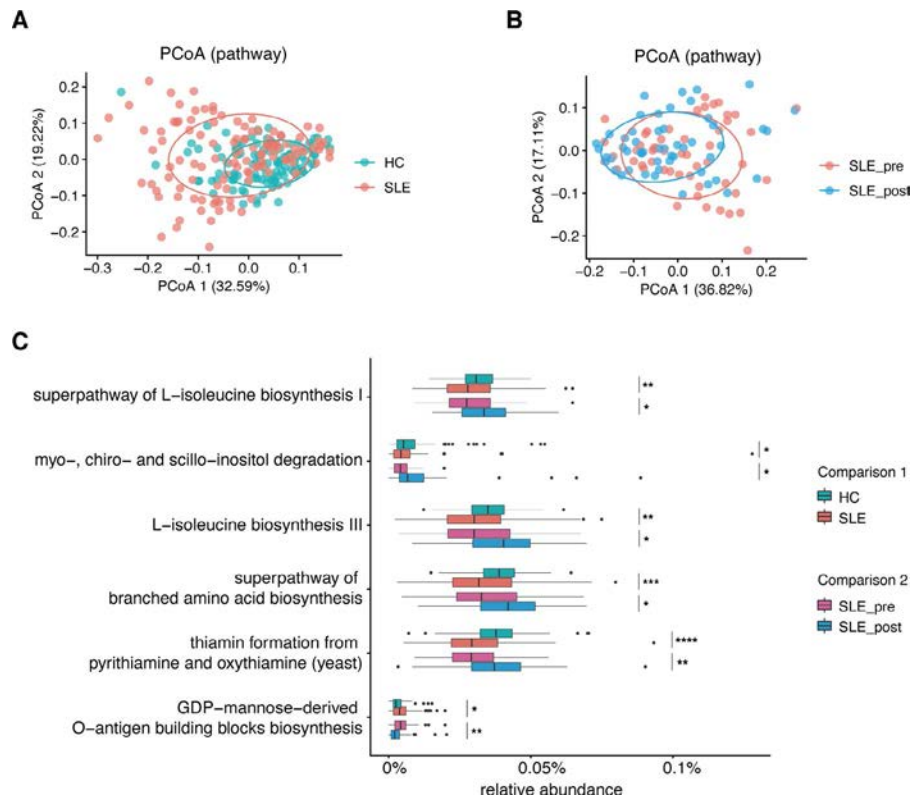 A
PCoA (pathway)
PCoA 2 (19.22%)
0.2
0.1
0.0
−0.1
−0.2
−0.3
−0.2
−0.1
0.0
0.1
PCoA 1 (32.59%)
HC
SLE
B
PCoA (pathway)
PCoA 2 (17.11%)
0.1
0.0
−0.1
−0.2
−0.2
−0.1
0.0
0.1
0.2
PCoA 1 (36.82%)
SLE_pre
SLE_post
C
superpathway of L−isoleucine biosynthesis I
**
*
myo−, chiro− and scillo−inositol degradation
*
*
L−isoleucine biosynthesis III
**
*
superpathway of
branched amino acid biosynthesis
***
*
thiamin formation from
pyrithiamine and oxythiamine (yeast)
****
**
GDP−mannose−derived
O−antigen building blocks biosynthesis
*
**
0%
0.05%
0.1%
relative abundance
Comparison 1
HC
SLE
Comparison 2
SLE_pre
SLE_post